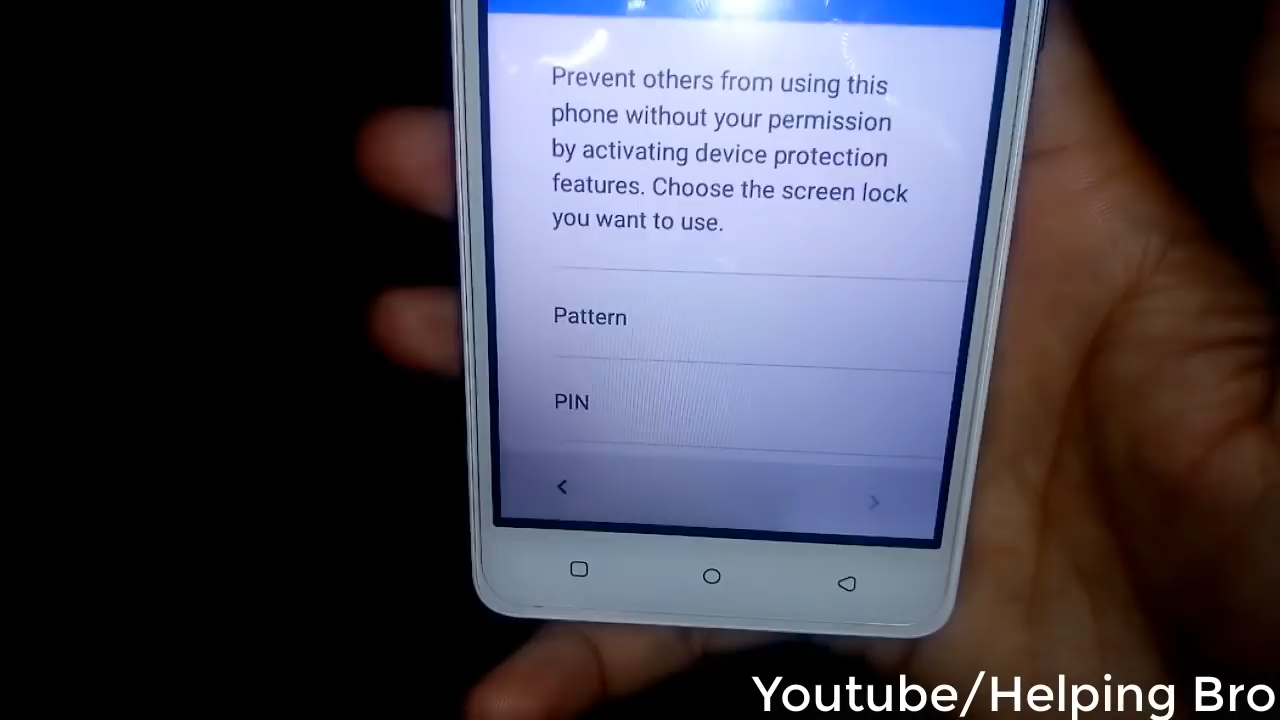 Prevent others from using this
phone without your permission
by activating device protection
features. Choose the screen lock
you want to use.
Pattern
PIN
Youtube/Helping Bro